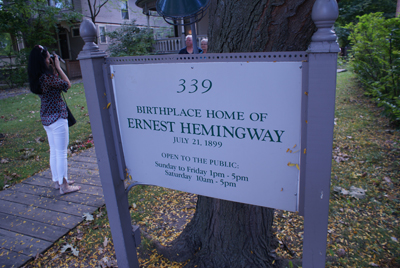 339
BIRTHPLACE HOME OF
ERNEST HEMINGWAY
JULY 21, 1899
OPEN TO THE PUBLIC:
Sunday to Friday 1pm - 5pm
Saturday 10am - 5pm